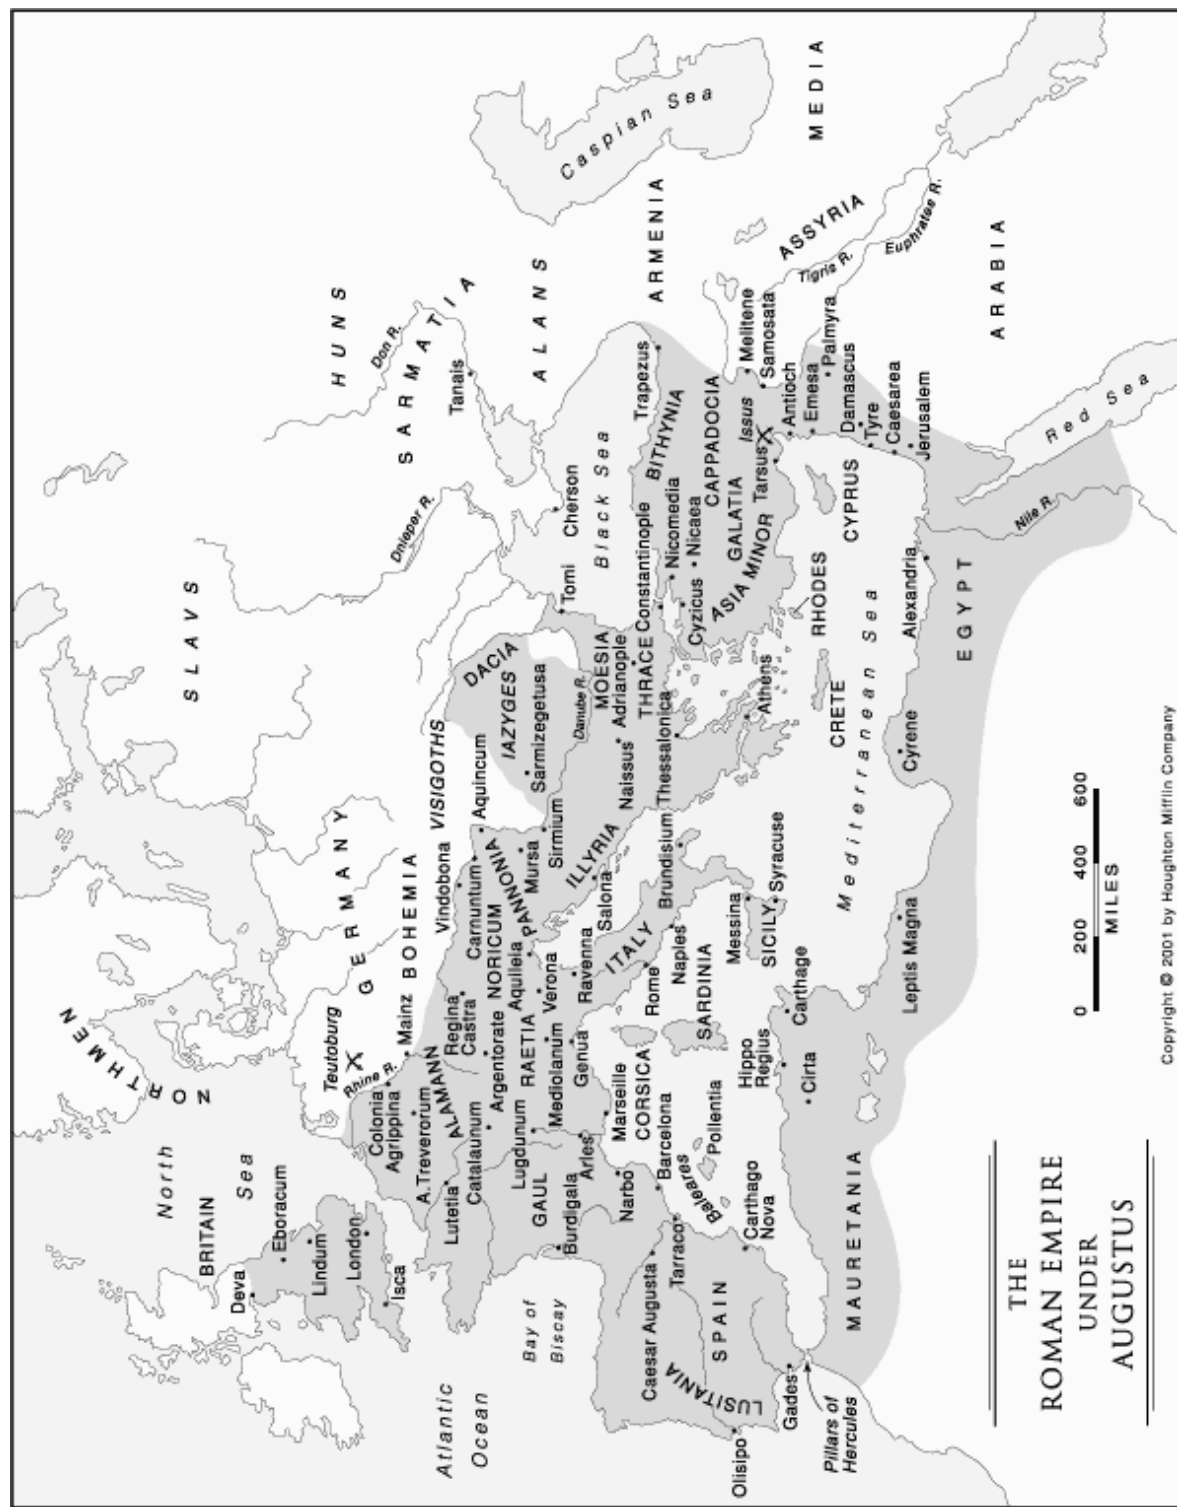 NORTHMEN
North
Sea
BRITAIN
Eboracum
Deva
Lindum
London
Isca
Atlantic
Ocean
Bay of
Biscay
SLAVS
HUNS
Don R.
SARMATIA
Tanais
ALANS
Dnieper R.
Cherson
Caspian Sea
MEDIA
ARMENIA
ASSYRIA
Tigris R.
Euphrates R.
ARABIA
Teutoburg
Rhine R.
GERMANY
Mainz
BOHEMIA
Colonia
Agrippina
A.Treverorum
ALAMANN
Lutetia
Catalaunum
Argentorate
Regina
Castra
Vindobona
VISIGOTHS
Carnuntum
Aquincum
NORICUM
PANNONIA
Aquileia
Mursa
Sirmium
IAZYGES
DACIA
Sarmizegetusa
Danube R.
Tomi
Black Sea
Trapezus
BITHYNIA
MOESIA
Adrianople
THRACE
Constantinople
Nicomedia
Nicaea
Cyzicus
ASIA MINOR
GALATIA
CAPPADOCIA
Issus
Tarsus
Melitene
Samosata
Antioch
Emesa
Palmyra
Damascus
Tyre
Caesarea
Jerusalem
CYPRUS
RHODES
CRETE
Athens
Thessalonica
Naissus
ILLYRIA
Salona
Brundisium
ITALY
Ravenna
Verona
RAETIA
Mediolanum
Genua
Rome
Naples
Messina
SICILY
Syracuse
SARDINIA
CORSICA
Marseille
Lugdunum
GAUL
Arles
Burdigala
Narbo
Barcelona
Baleares
Pollentia
Tarraco
Caesar Augusta
SPAIN
Carthago
Nova
LUSITANIA
Olisipo
Gades
Pillars of
Hercules
MAURETANIA
Hippo
Regius
Cirta
Carthage
Leptis Magna
Mediterranean Sea
Cyrene
Alexandria
EGYPT
Nile R.
Red Sea
THE
ROMAN EMPIRE
UNDER
AUGUSTUS
0 200 400 600
MILES
Copyright © 2001 by Houghton Mifflin Company